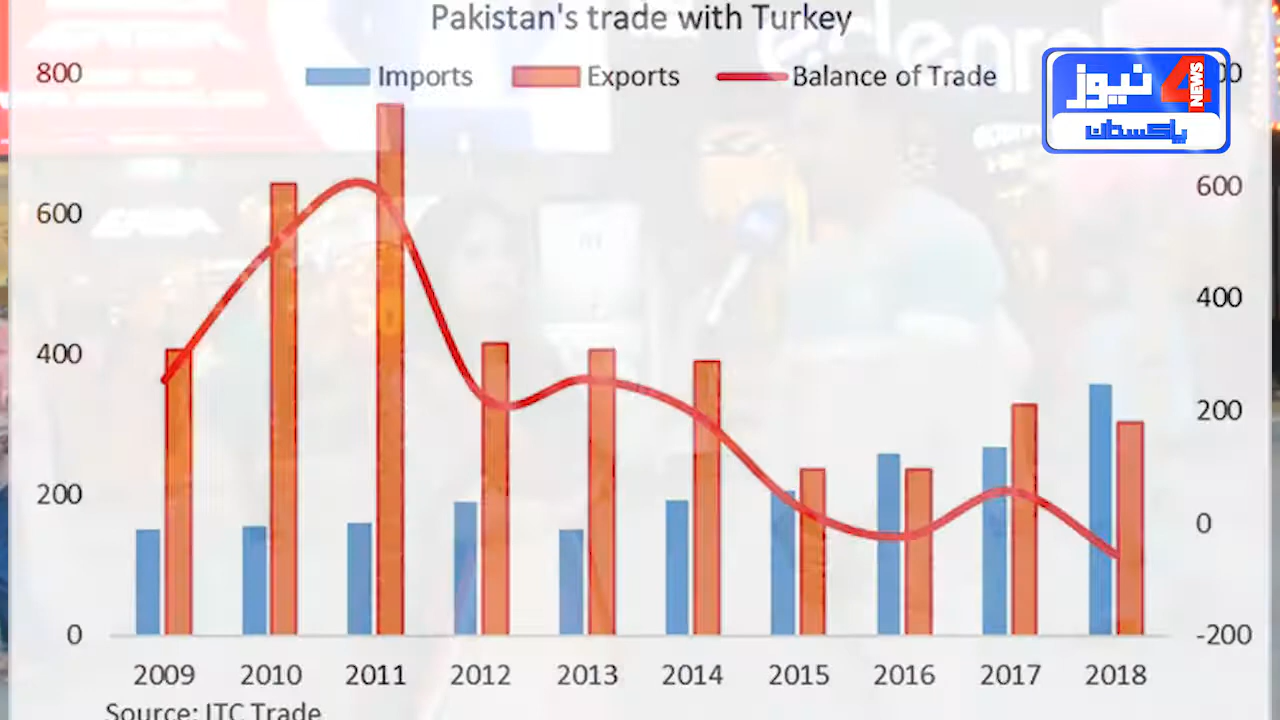 Pakistan's trade with Turkey
Imports
Exports
Balance of Trade
800
600
400
200
0
600
400
200
0
-200
نیوز
4
NEWS
پاکستان
2009 2010 2011 2012 2013 2014 2015 2016 2017 2018
Source: ITC Trade